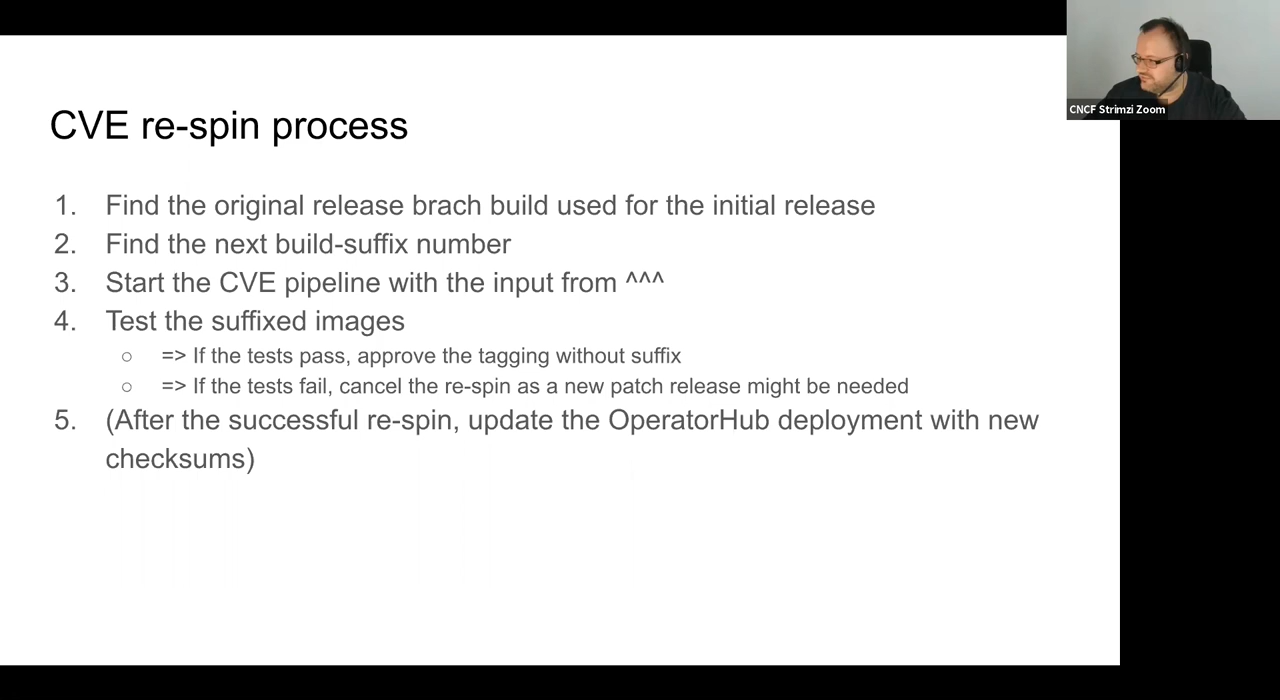 CVE re-spin process
1. Find the original release brach build used for the initial release
2. Find the next build-suffix number
3. Start the CVE pipeline with the input from ^^^
4. Test the suffixed images
○ => If the tests pass, approve the tagging without suffix
○ => If the tests fail, cancel the re-spin as a new patch release might be needed
5. (After the successful re-spin, update the OperatorHub deployment with new
checksums)
CNCF Strimzi Zoom